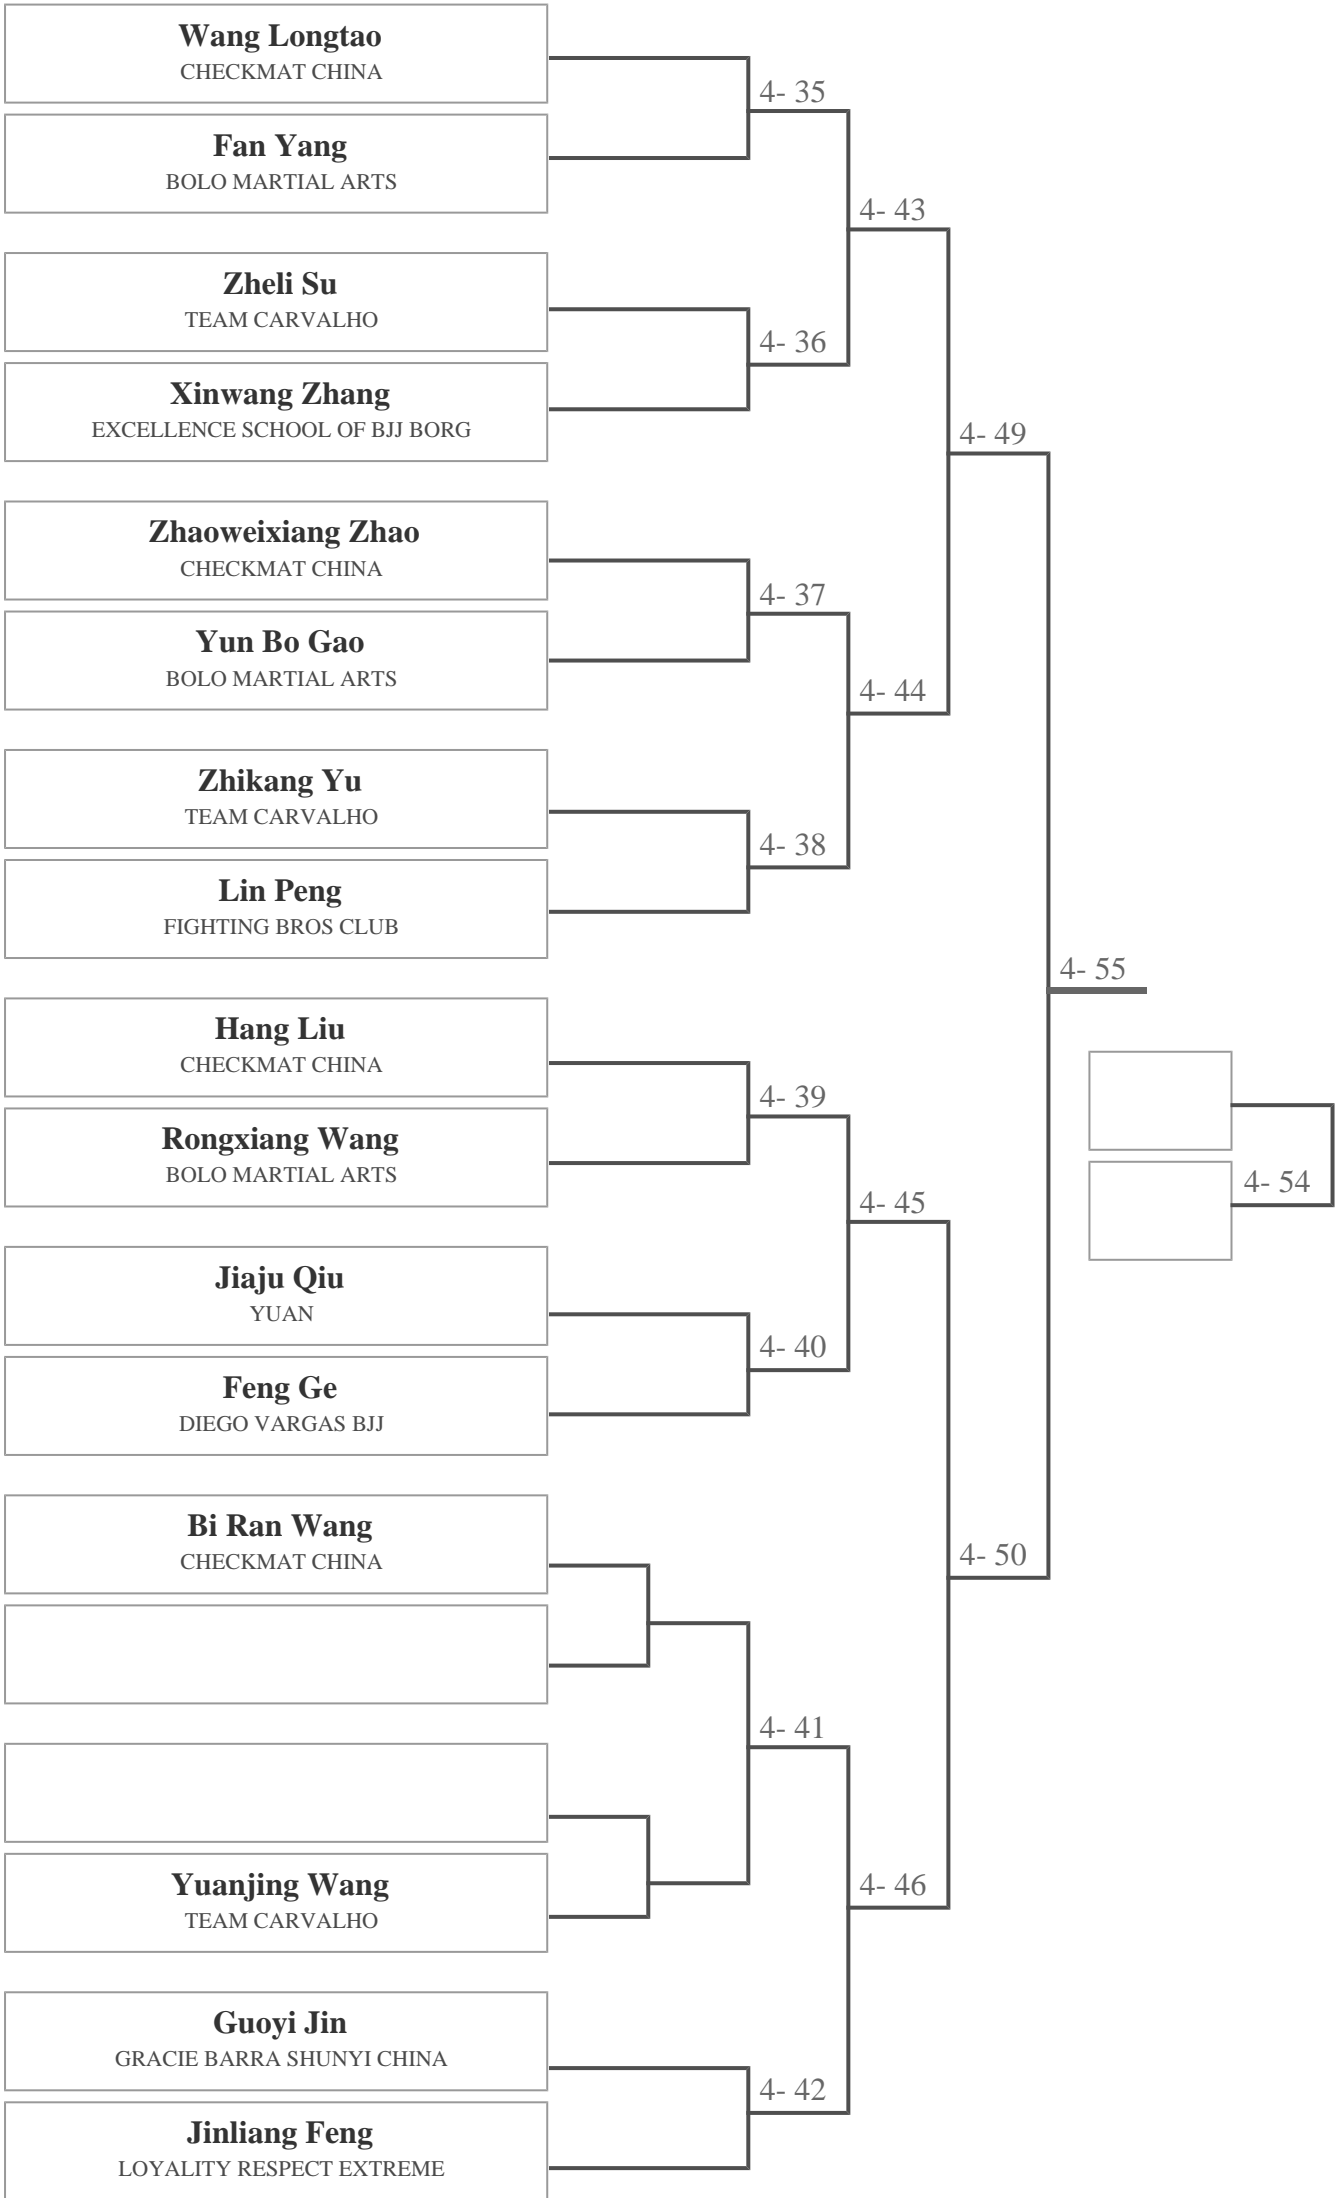 Wang Longtao
CHECKMAT CHINA
4- 35
Fan Yang
BOLO MARTIAL ARTS
4- 43
Zheli Su
TEAM CARVALHO
4- 36
Xinwang Zhang
EXCELLENCE SCHOOL OF BJJ BORG
4- 49
Zhaoweixiang Zhao
CHECKMAT CHINA
4- 37
Yun Bo Gao
BOLO MARTIAL ARTS
4- 44
Zhikang Yu
TEAM CARVALHO
4- 38
Lin Peng
FIGHTING BROS CLUB
4- 55
Hang Liu
CHECKMAT CHINA
4- 39
Rongxiang Wang
BOLO MARTIAL ARTS
4- 54
4- 45
Jiaju Qiu
YUAN
4- 40
Feng Ge
DIEGO VARGAS BJJ
Bi Ran Wang
CHECKMAT CHINA
4- 50
4- 41
Yuanjing Wang
TEAM CARVALHO
4- 46
Guoyi Jin
GRACIE BARRA SHUNYI CHINA
4- 42
Jinliang Feng
LOYALITY RESPECT EXTREME